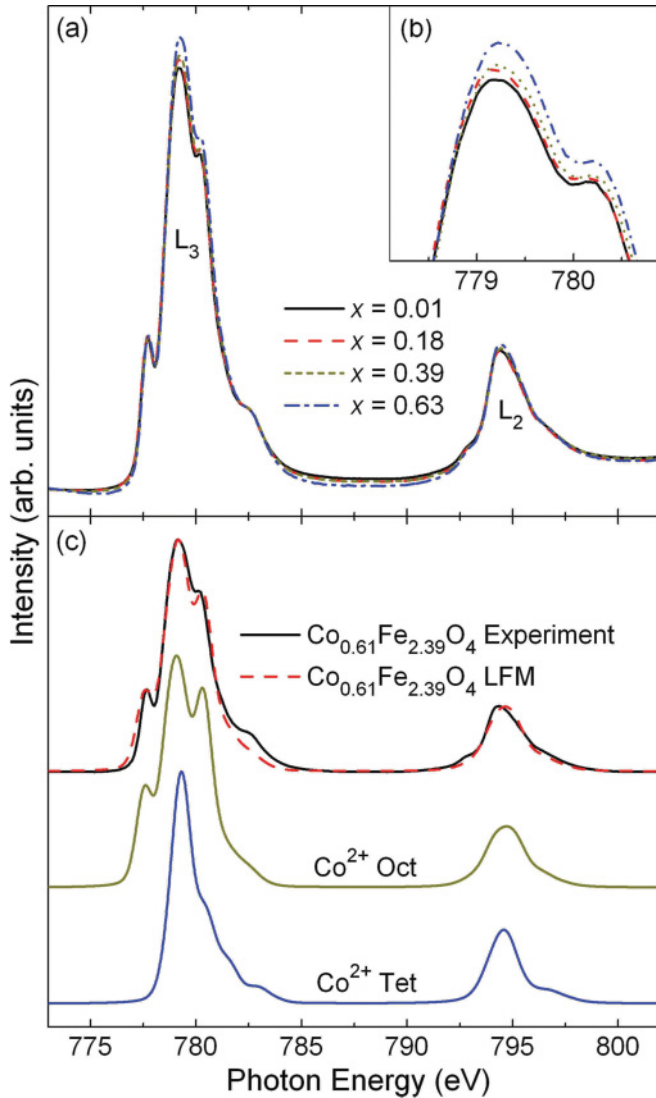 (a)
(b)
L₃
779 780
x = 0.01
x = 0.18
x = 0.39
x = 0.63
L₂
Intensity (arb. units)
(c)
Co₀.₆₁Fe₂.₃₉O₄ Experiment
Co₀.₆₁Fe₂.₃₉O₄ LFM
Co²⁺ Oct
Co²⁺ Tet
775 780 785 790 795 800
Photon Energy (eV)